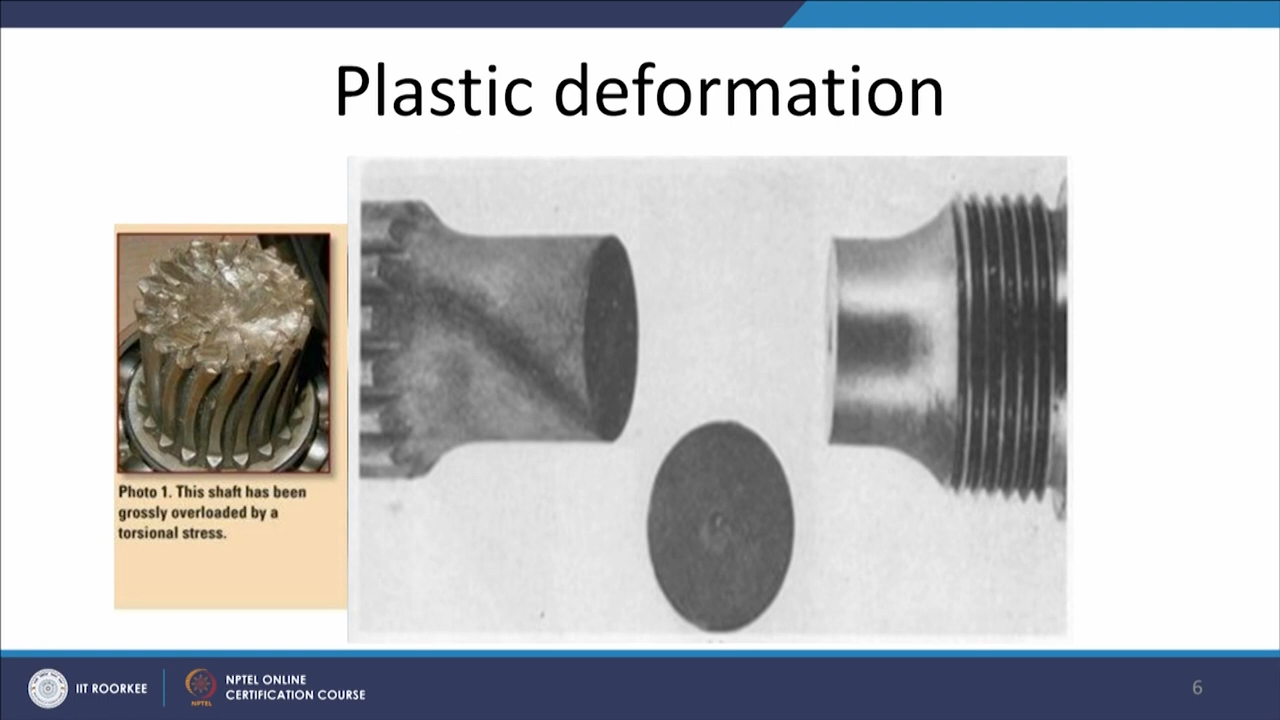 Plastic deformation
Photo 1. This shaft has been
grossly overloaded by a
torsional stress.
IIT ROORKEE
NPTEL
NPTEL ONLINE
CERTIFICATION COURSE
6